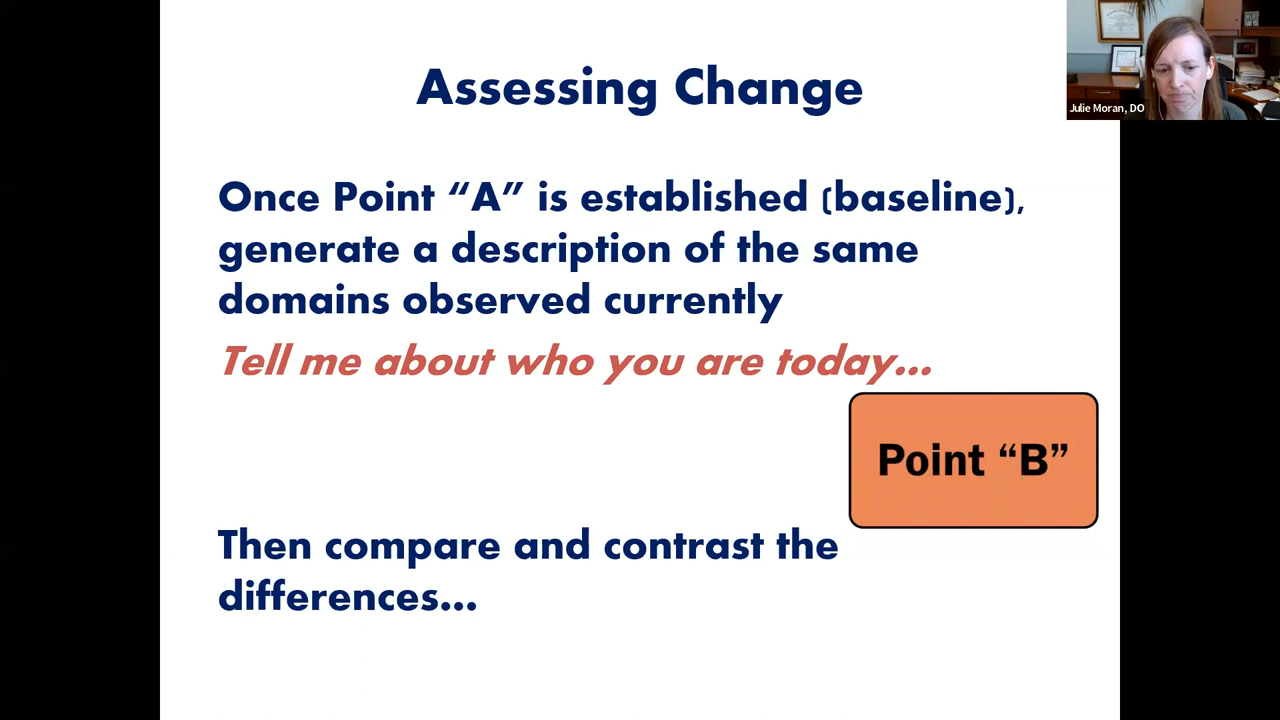 Assessing Change
Julie Moran, DO
Once Point “A” is established (baseline),
generate a description of the same
domains observed currently
Tell me about who you are today...
Point “B”
Then compare and contrast the
differences...